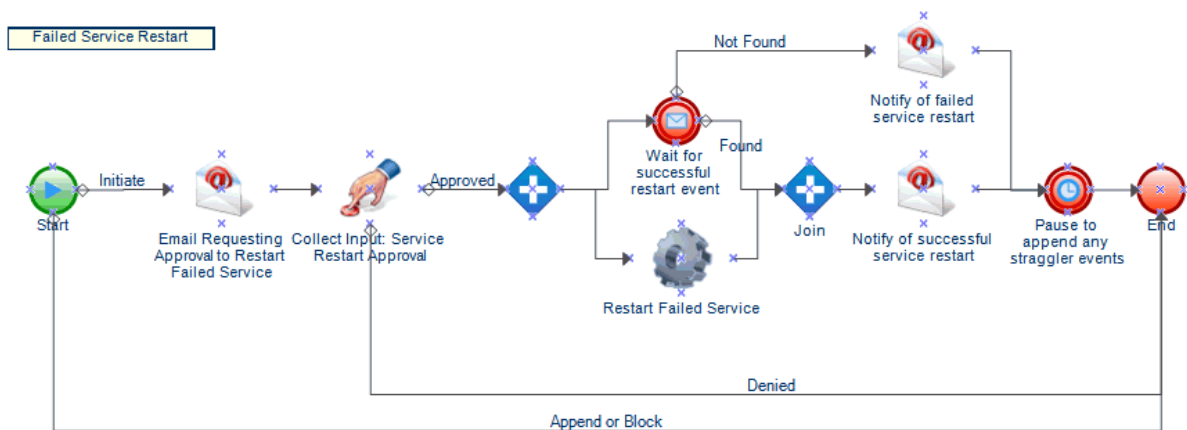 Failed Service Restart
Not Found
Notify of failed
service restart
Found
Wait for
successful
restart event
Initiate
Approved
Start
Email Requesting
Approval to Restart
Failed Service
Collect Input: Service
Restart Approval
Join
Notify of successful
service restart
Pause to
append any
straggler events
End
Restart Failed Service
Denied
Append or Block